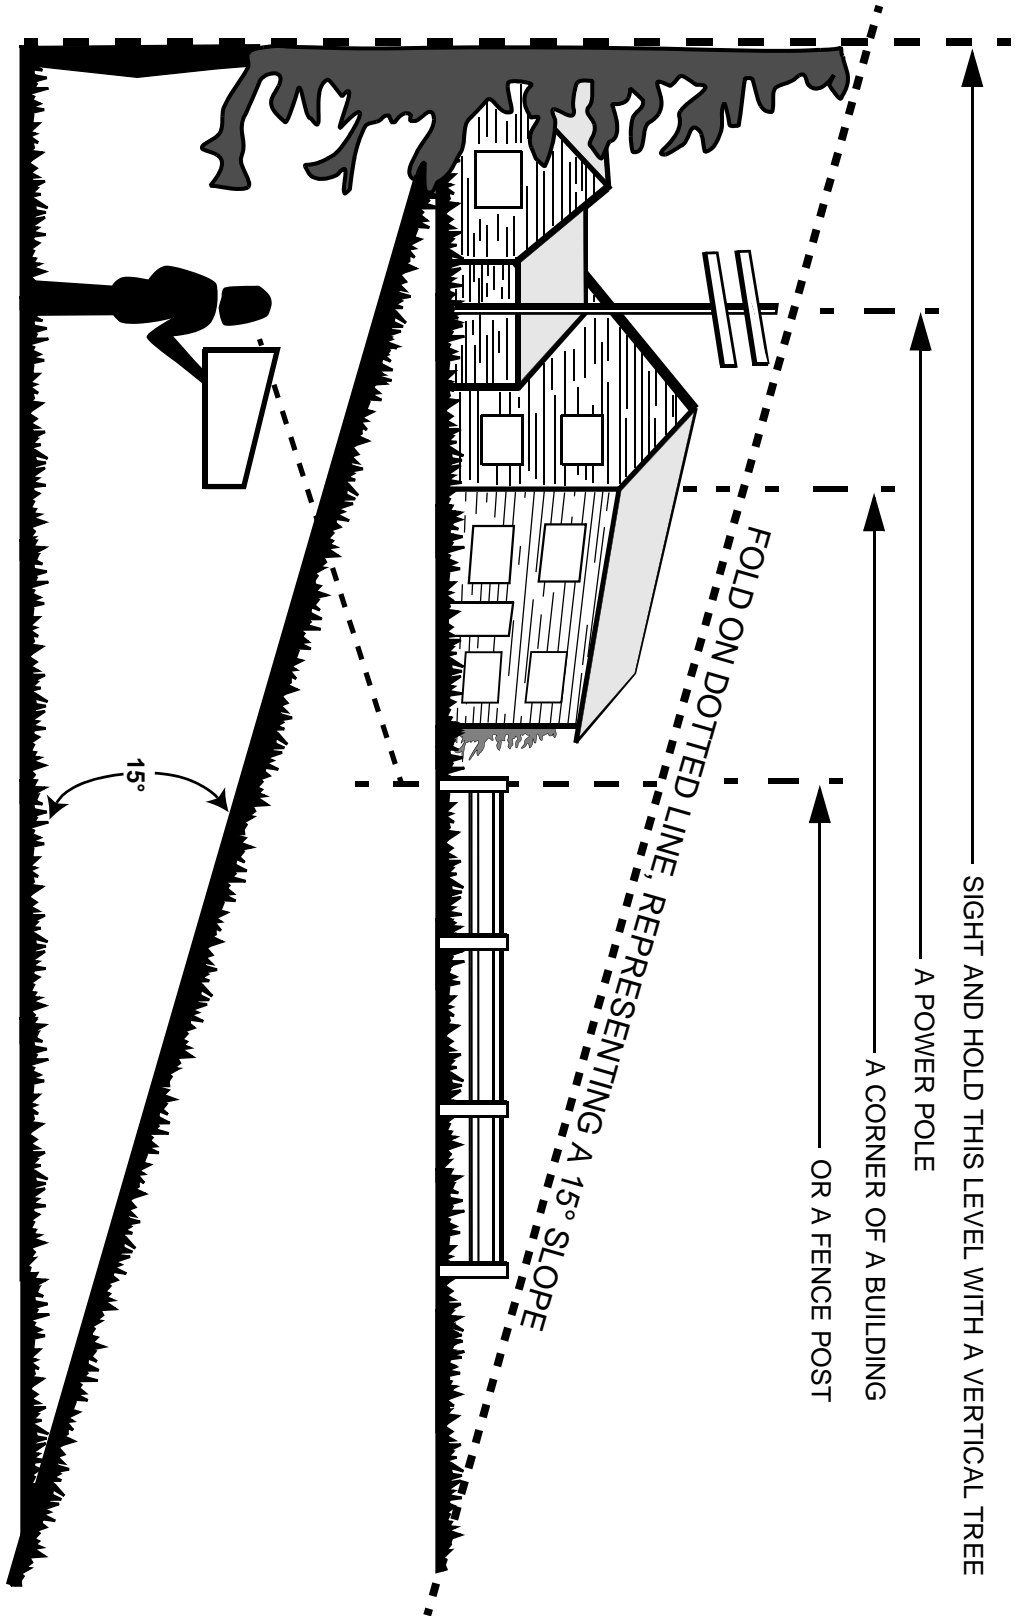 SIGHT AND HOLD THIS LEVEL WITH A VERTICAL TREE
A POWER POLE
A CORNER OF A BUILDING
OR A FENCE POST
FOLD ON DOTTED LINE, REPRESENTING A 15° SLOPE
15°